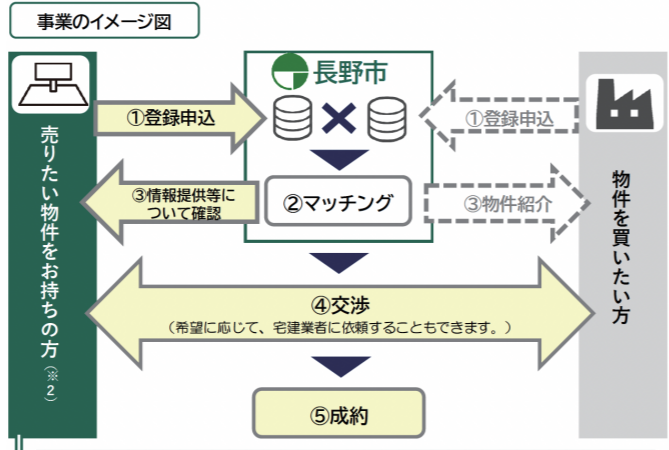 事業のイメージ図
長野市
①登録申込
①登録申込
売りたい物件をお持ちの方(※2)
物件を買いたい方
③情報提供等に
ついて確認
②マッチング
③物件紹介
④交渉
(希望に応じて、宅建業者に依頼することもできます。)
⑤成約